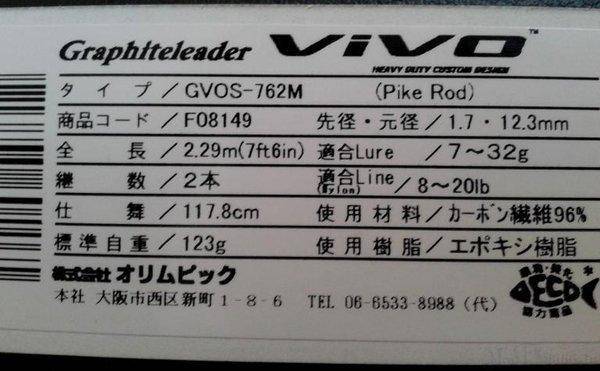 Graphiteleader ViVO™
HEAVY DUTY CUSTOM DESIGN
タイプ/GVOS-762M (Pike Rod)
商品コード/F08149 先径・元径/1.7・12.3mm
全長/2.29m(7ft6in) 適合Lure/7～32g
継数/2本 適合Line(Nylon)/8～20lb
仕舞/117.8cm 使用材料/カーボン繊維96%
標準自重/123g 使用樹脂/エポキシ樹脂
株式会社オリムピック
本社 大阪市西区新町1-8-6 TEL 06-6533-8988(代)